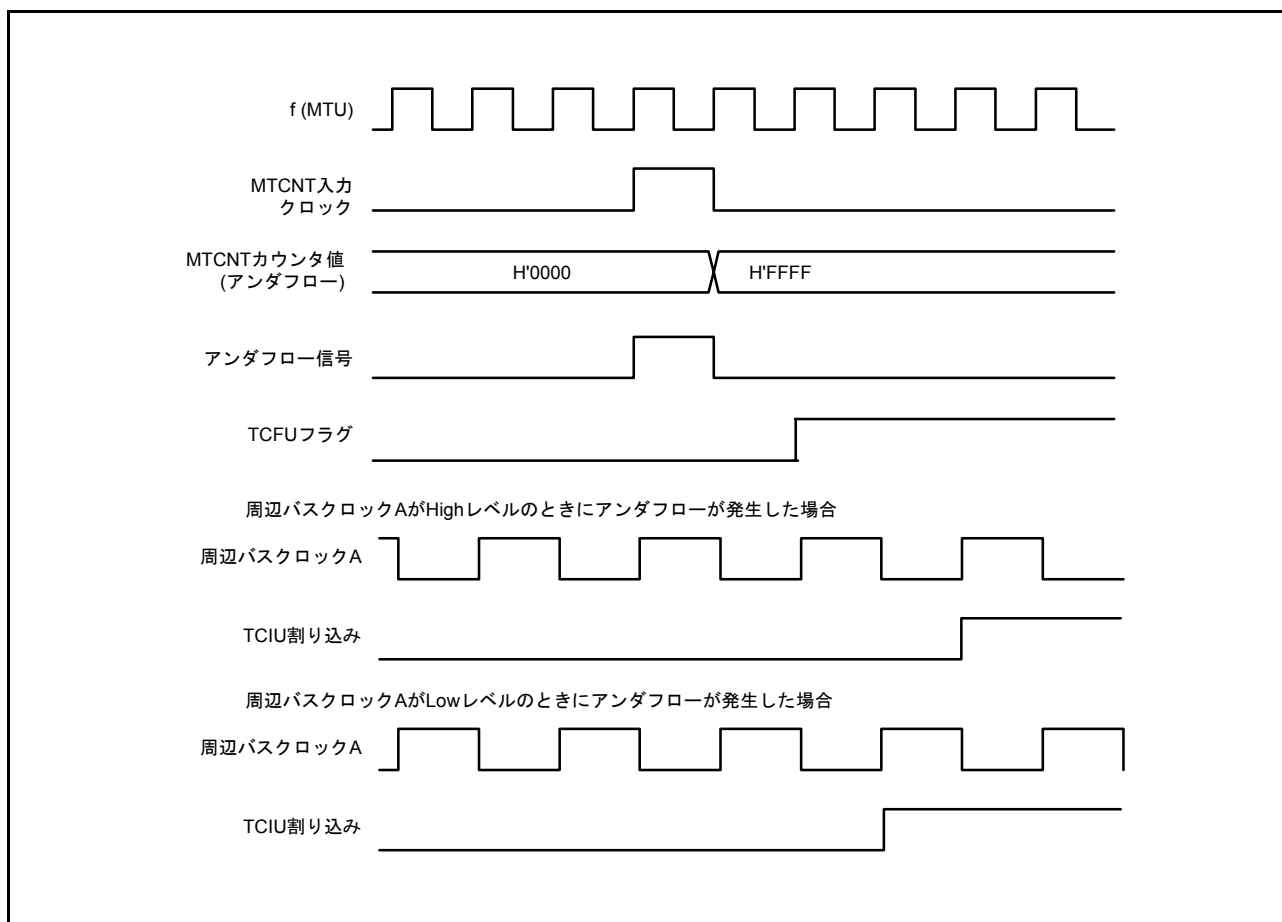 f (MTU)
MTCNT入力
クロック
MTCNTカウンタ値
(アンダフロー)
H'0000
H'FFFF
アンダフロー信号
TCFUフラグ
周辺バスクロックAがHighレベルのときにアンダフローが発生した場合
周辺バスクロックA
TCIU割り込み
周辺バスクロックAがLowレベルのときにアンダフローが発生した場合
周辺バスクロックA
TCIU割り込み